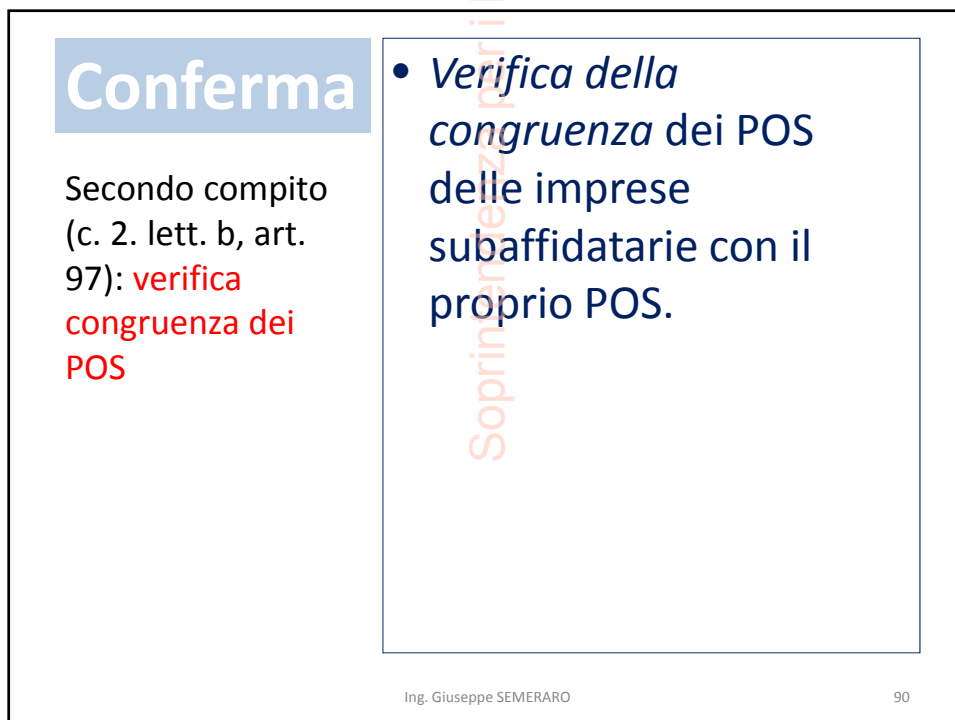 Conferma
Secondo compito
(c. 2. lett. b, art.
97): verifica
congruenza dei
POS
• Verifica della
congruenza dei POS
delle imprese
subaffidatarie con il
proprio POS.
Soprintendenza per i
Ing. Giuseppe SEMERARO
90